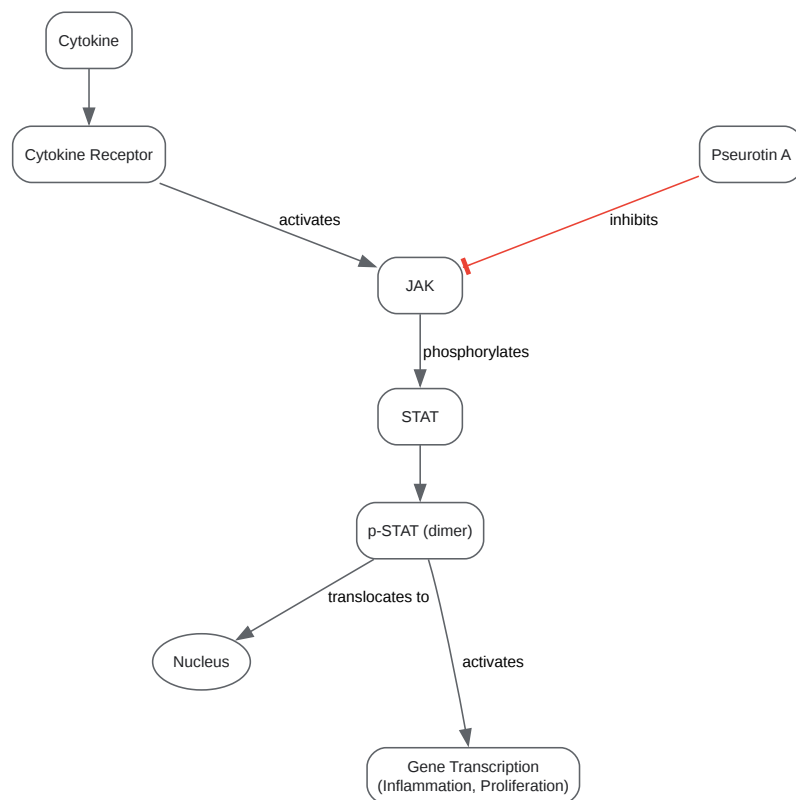 Cytokine
Cytokine Receptor
Pseurotin A
activates
inhibits
JAK
phosphorylates
STAT
p-STAT (dimer)
translocates to
Nucleus
activates
Gene Transcription
(Inflammation, Proliferation)